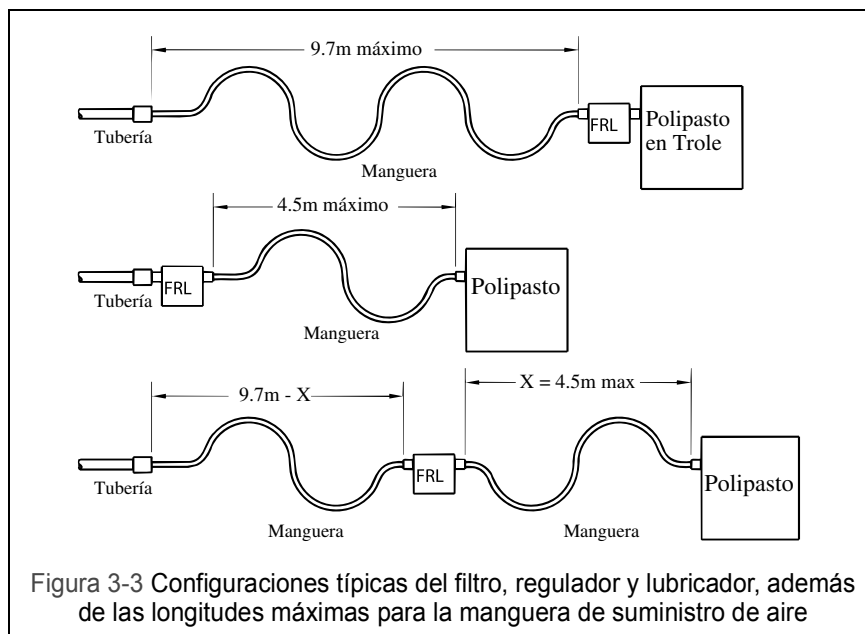 9.7m máximo
Tubería
Manguera
FRL
Polipasto
en Trole
4.5m máximo
Tubería
FRL
Manguera
Polipasto
9.7m - X
X = 4.5m max
Tubería
Manguera
FRL
Manguera
Polipasto
Figura 3-3 Configuraciones típicas del filtro, regulador y lubricador, además
de las longitudes máximas para la manguera de suministro de aire